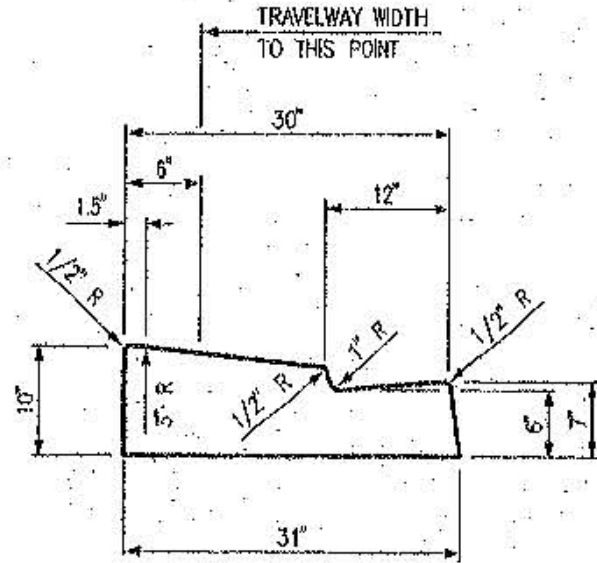 TRAVELWAY WIDTH
TO THIS POINT
30"
6"
12"
1.5"
1/2" R
1" R
1/2" R
10"
3" R
1/2" R
6"
7"
31"